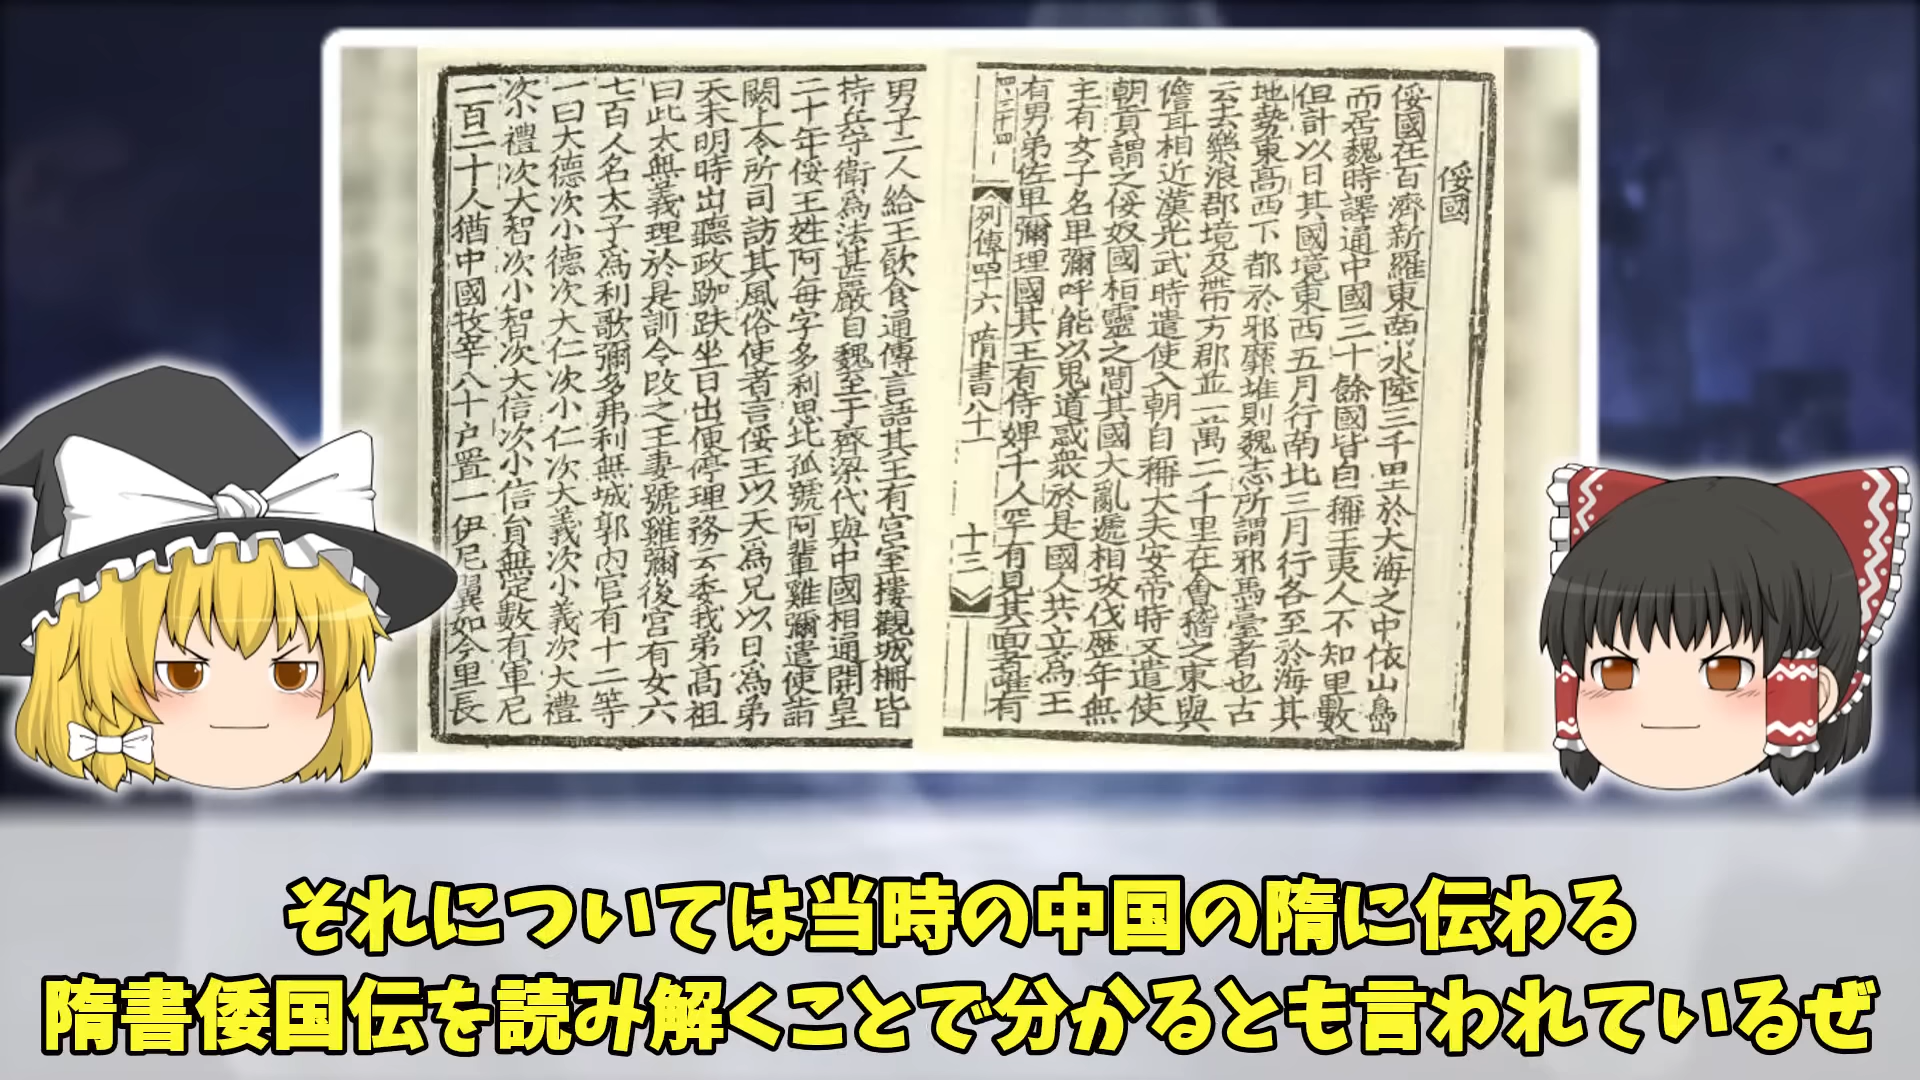 俀國
俀國在百濟新羅東南水陸三千里於大海之中依山島
而居魏時譯通中國三十餘國皆自稱王夷人不知里數
但計以日其國境東西五月行南北三月行各至於海其
地勢東高西下都於邪靡堆則魏志所謂邪馬臺者也古
云去樂浪郡境及帶方郡並一萬二千里在會稽之東與
儋耳相近漢光武時遣使入朝自稱大夫安帝時又遣使
朝貢謂之俀奴國桓靈之間其國大亂遞相攻伐歷年無
主有女子名卑彌呼能以鬼道惑衆於是國人共立為王
有男弟佐卑彌理國其王有侍婢千人罕有見其面者唯有
列傳四十六 隋書八十一
十三
男子二人給王飲食通傳言語其王有宮室樓觀城柵皆
持兵守衛為法甚嚴自魏至于齊梁代與中國相通開皇
二十年俀王姓阿每字多利思北孤號阿輩雞彌遣使詣
闕上令所司訪其風俗使者言俀王以天為兄以日為弟
天未明時出聽政跏趺坐日出便停理務云委我弟高祖
曰此太無義理於是訓令改之王妻號雞彌後宮有女六
七百人名太子為利歌彌多弗利無城郭內官有十二等
一曰大德次小德次大仁次小仁次大義次小義次大禮
次小禮次大智次小智次大信次小信員無定數有軍尼
一百二十人猶中國牧宰八十戶置一伊尼翼如今里長
それについては当時の中国の隋に伝わる
隋書倭国伝を読み解くことで分かるとも言われているぜ